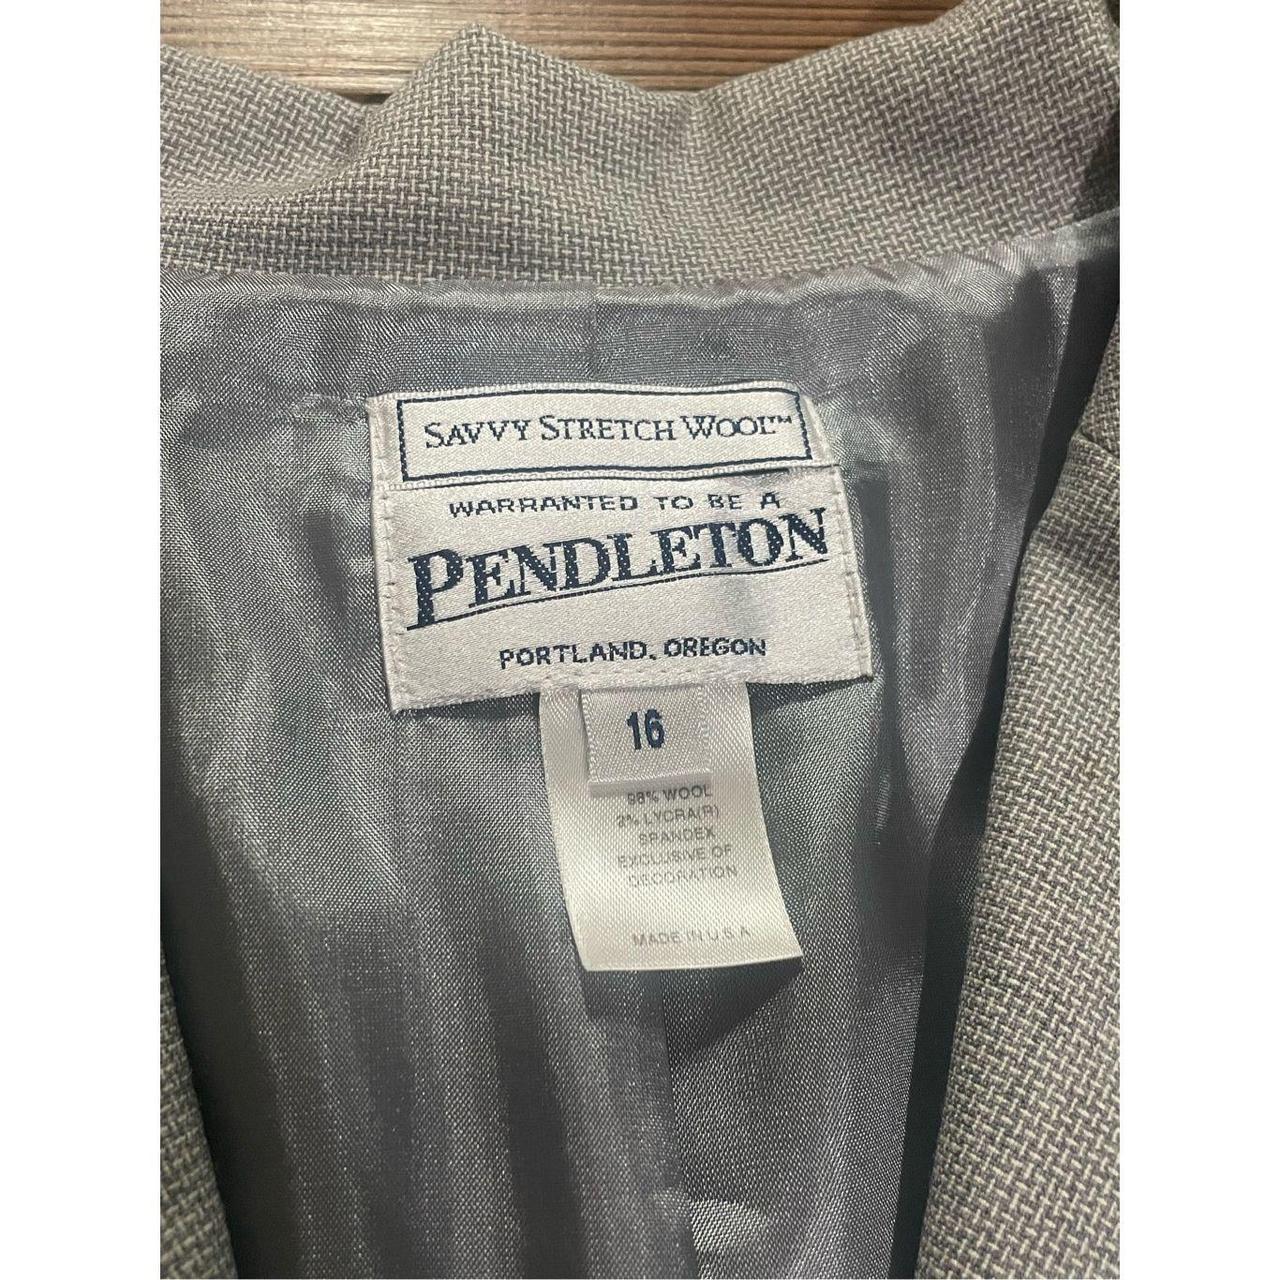 SAVVY STRETCH WOOL™
WARRANTED TO BE A
PENDLETON
PORTLAND, OREGON
16
98% WOOL
2% LYCRA(R)
SPANDEX
EXCLUSIVE OF
DECORATION
MADE IN U.S.A.